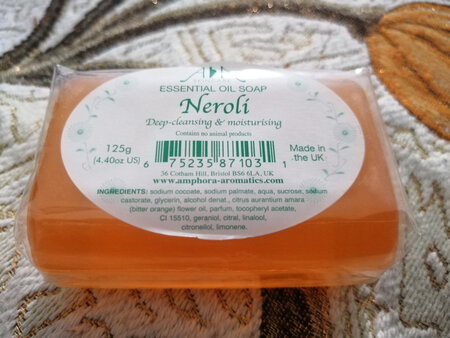 ESSENTIAL OIL SOAP
Neroli
Deep-cleansing & moisturising
Contains no animal products
125g
(4.40oz US)
Made in
the UK
6 75235 87103 1
36 Cotham Hill, Bristol BS6 6LA, UK
www.amphora-aromatics.com
INGREDIENTS: sodium cocoate, sodium palmate, aqua, sucrose, sodium
castorate, glycerin, alcohol denat., citrus aurantium amara
(bitter orange) flower oil, parfum, tocopheryl acetate,
CI 15510, geraniol, citral, linalool,
citronellol, limonene.